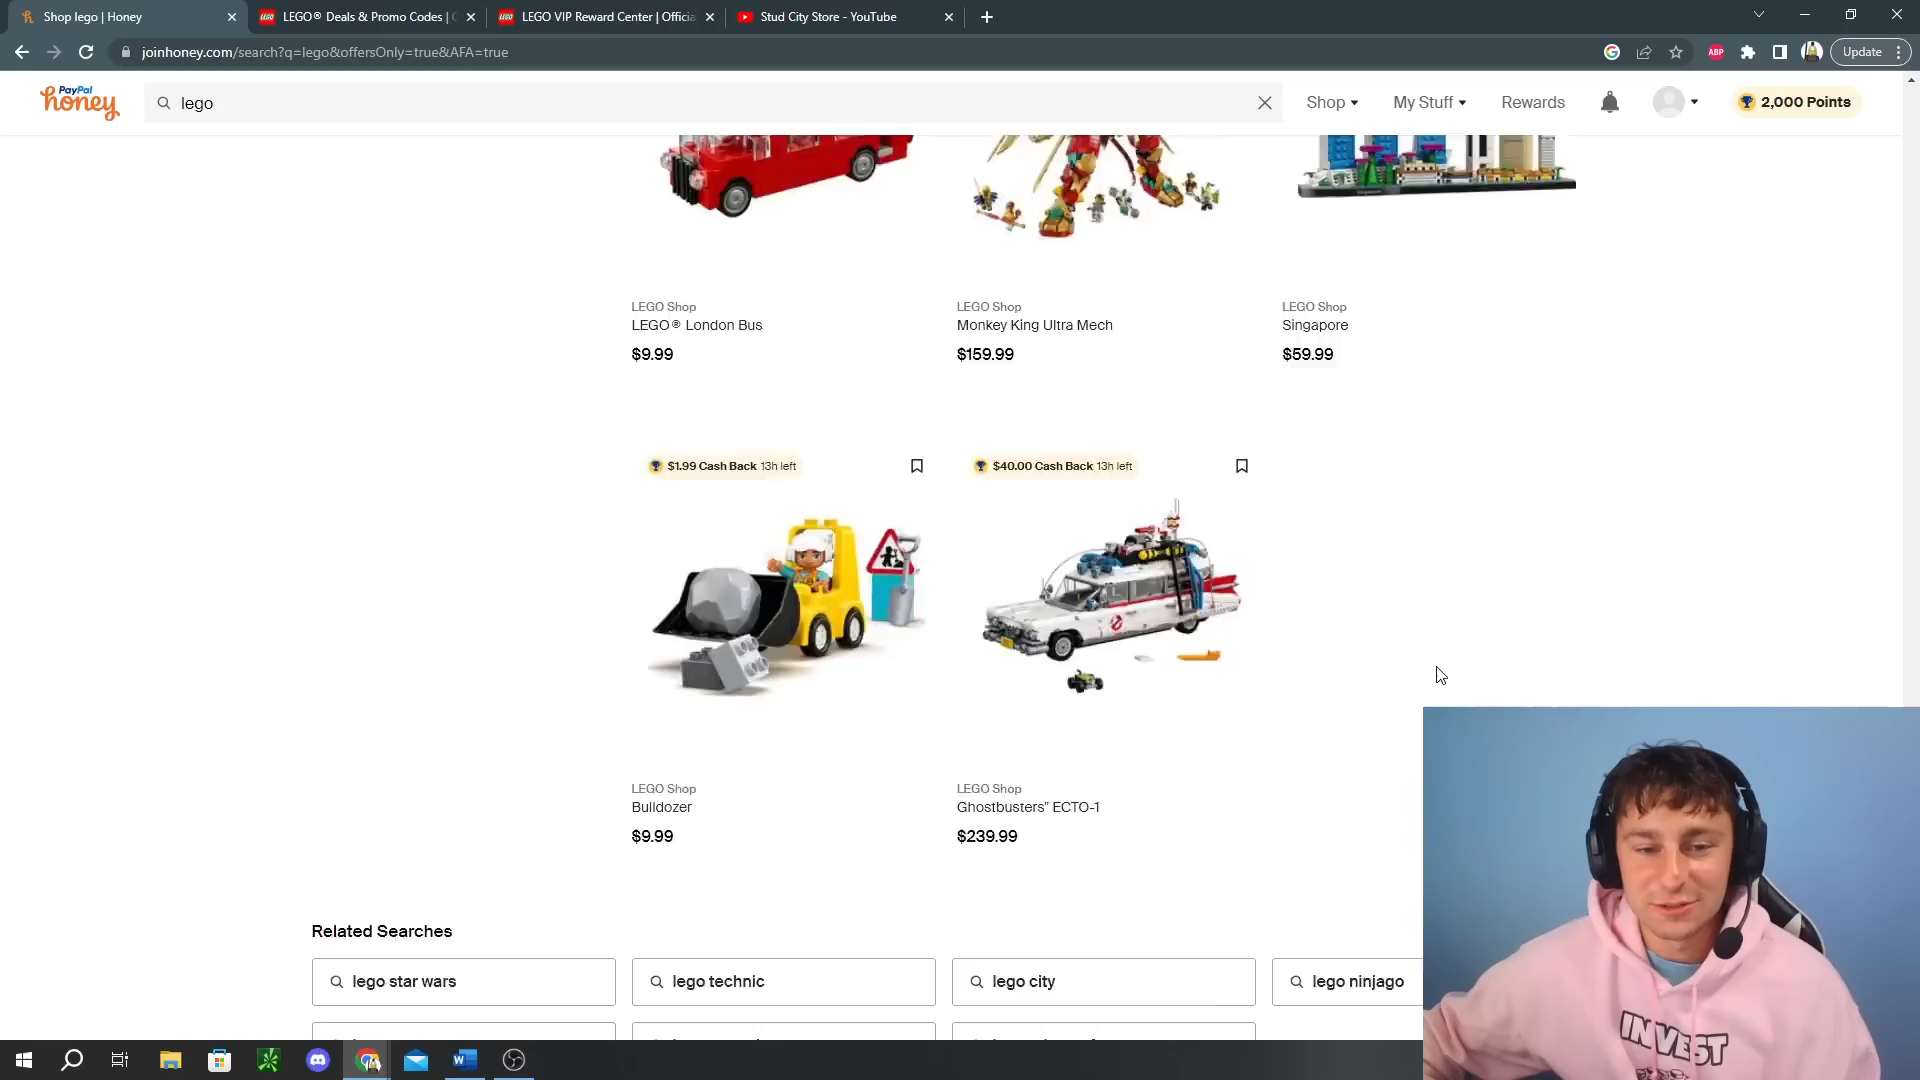 Shop lego | Honey
LEGO® Deals & Promo Codes |
LEGO VIP Reward Center | Officia
Stud City Store - YouTube
joinhoney.com/search?q=lego&offersOnly=true&AFA=true
ABP
Update
PayPal
honey
lego
Shop
My Stuff
Rewards
2,000 Points
LEGO Shop
LEGO® London Bus
$9.99
LEGO Shop
Monkey King Ultra Mech
$159.99
LEGO Shop
Singapore
$59.99
$1.99 Cash Back 13h left
$40.00 Cash Back 13h left
LEGO Shop
Bulldozer
$9.99
LEGO Shop
Ghostbusters™ ECTO-1
$239.99
Related Searches
lego star wars
lego technic
lego city
lego ninjago
INVEST